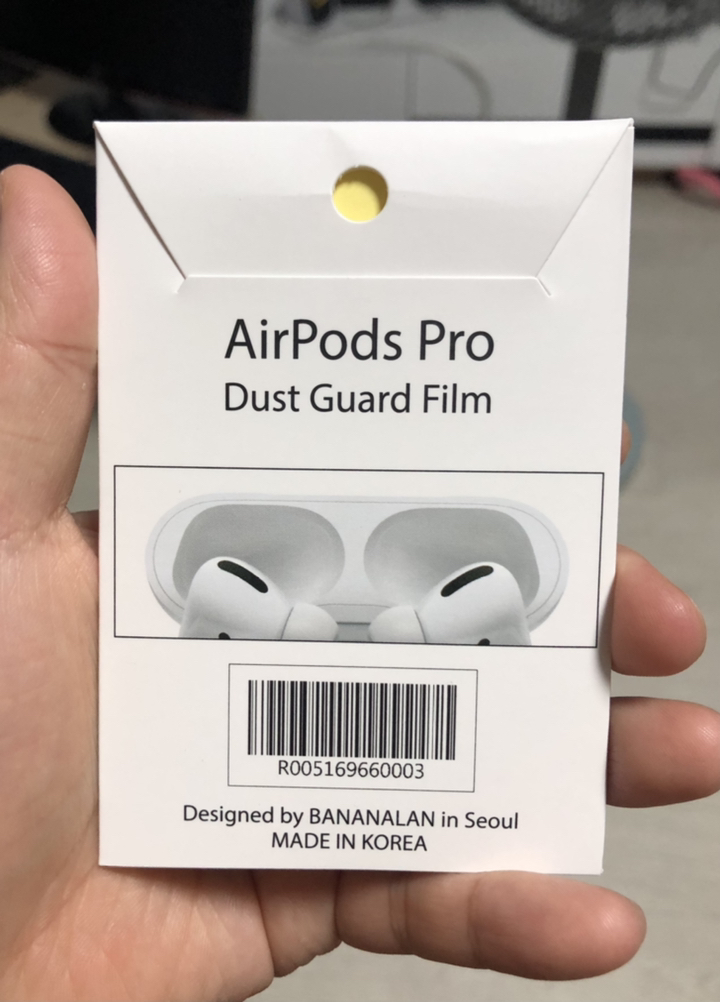 AirPods Pro
Dust Guard Film
R005169660003
Designed by BANANALAN in Seoul
MADE IN KOREA